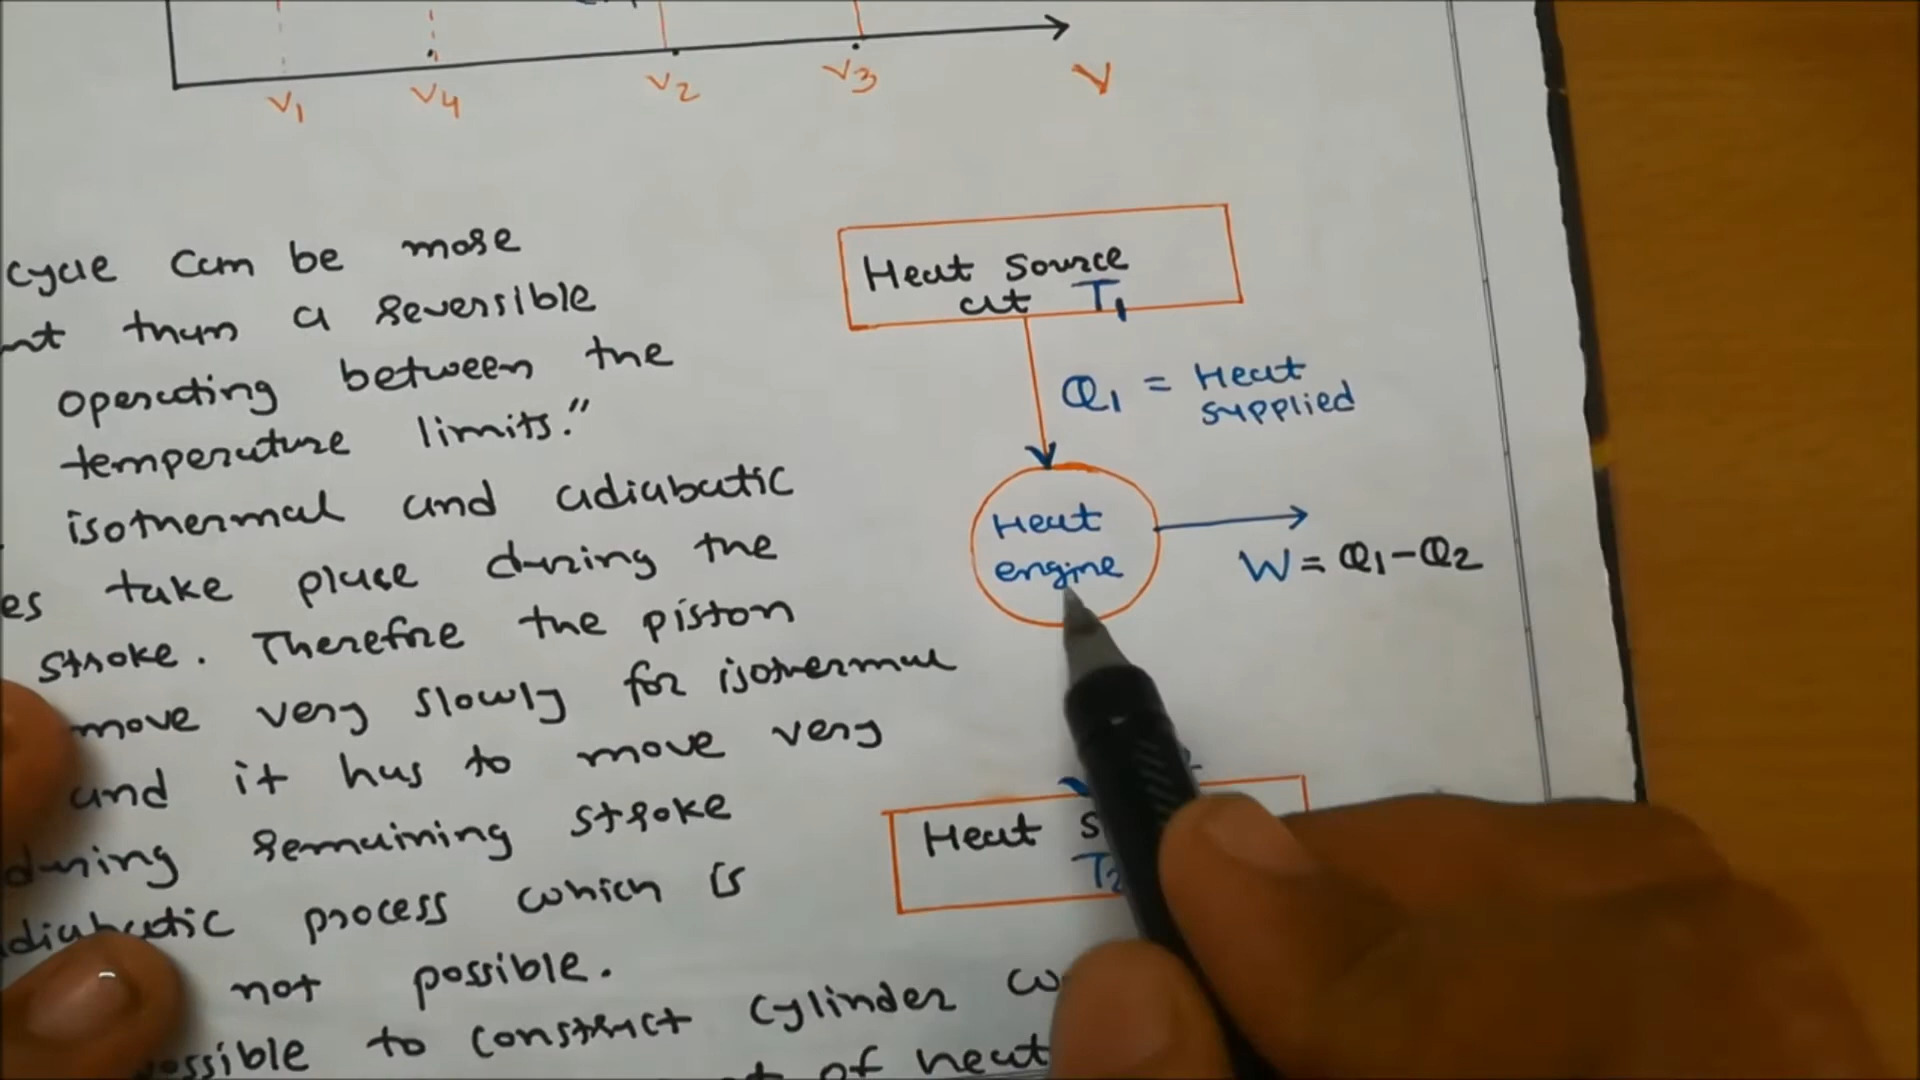 V1 V4 V2 V3 V
cycle can be more
than a reversible
operating between the
temperature limits."
isothermal and adiabatic
take place during the
stroke. Therefore the piston
move very slowly for isothermal
and it has to move very
during remaining stroke
process which is
not possible.
to construct cylinder
of heat
Heat source
at T1
Q1 = Heat
supplied
Heat
engine
W = Q1-Q2
Heat
T2